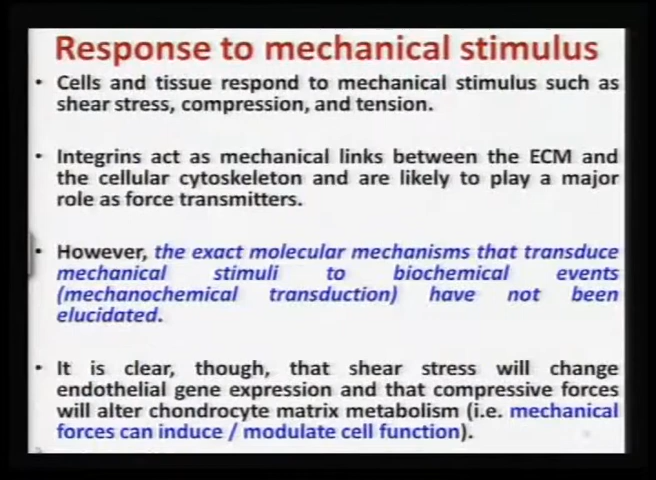 Response to mechanical stimulus
• Cells and tissue respond to mechanical stimulus such as
shear stress, compression, and tension.
• Integrins act as mechanical links between the ECM and
the cellular cytoskeleton and are likely to play a major
role as force transmitters.
• However, the exact molecular mechanisms that transduce
mechanical stimuli to biochemical events
(mechanochemical transduction) have not been
elucidated.
• It is clear, though, that shear stress will change
endothelial gene expression and that compressive forces
will alter chondrocyte matrix metabolism (i.e. mechanical
forces can induce / modulate cell function).